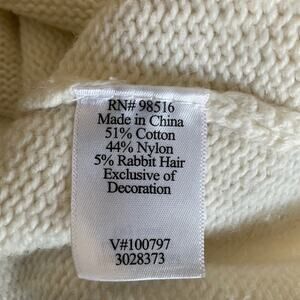 RN# 98516
Made in China
51% Cotton
44% Nylon
5% Rabbit Hair
Exclusive of
Decoration
V#100797
3028373